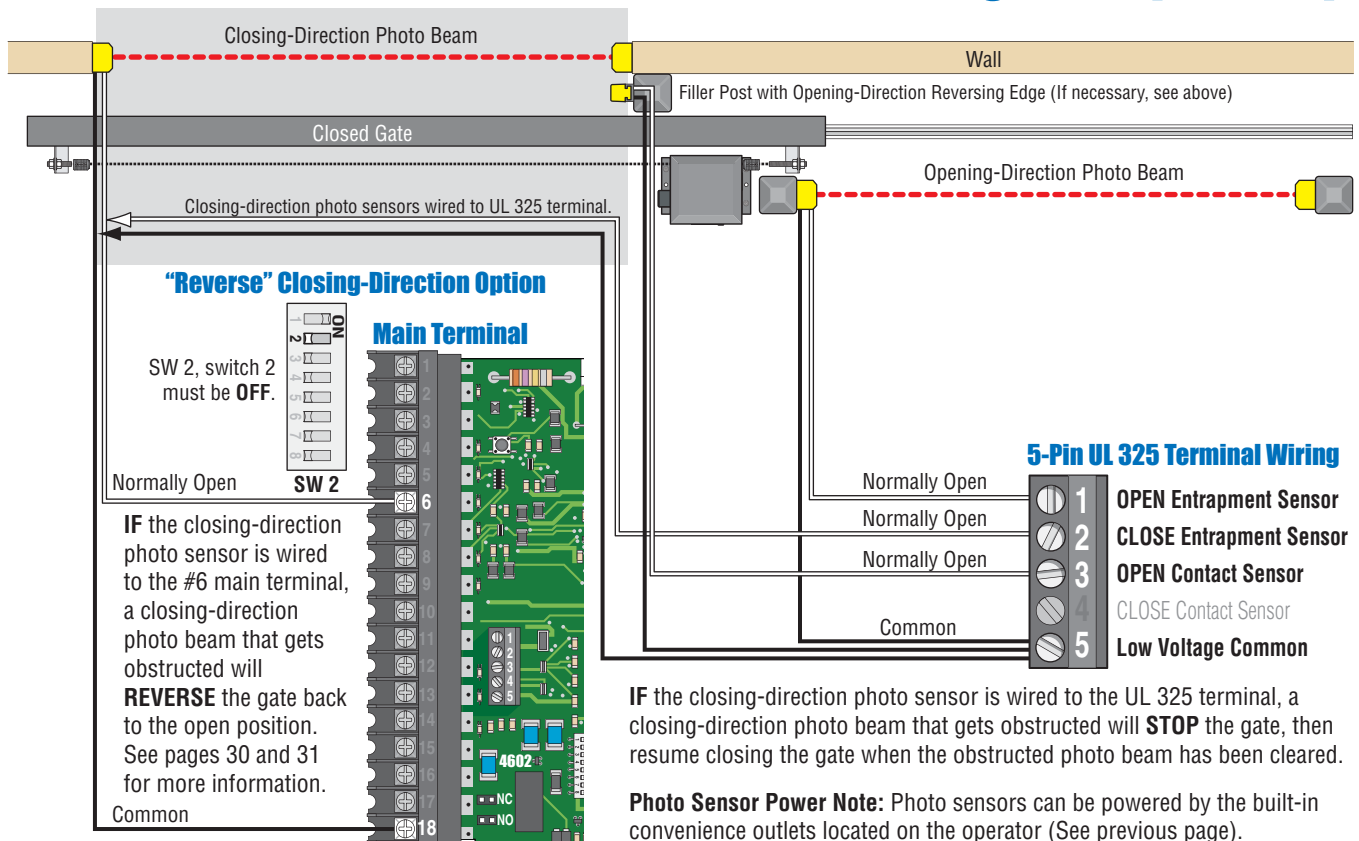 Closing-Direction Photo Beam
Wall
Filler Post with Opening-Direction Reversing Edge (If necessary, see above)
Closed Gate
Opening-Direction Photo Beam
Closing-direction photo sensors wired to UL 325 terminal.
“Reverse” Closing-Direction Option
SW 2, switch 2
must be OFF.
ON
1
2
3
4
5
6
7
8
SW 2
Main Terminal
1
2
3
4
5
6
7
8
9
10
11
12
13
14
15
16
17
18
1
2
3
4
5
4602
NC
NO
Normally Open
IF the closing-direction
photo sensor is wired
to the #6 main terminal,
a closing-direction
photo beam that gets
obstructed will
REVERSE the gate back
to the open position.
See pages 30 and 31
for more information.
Common
5-Pin UL 325 Terminal Wiring
Normally Open
1 OPEN Entrapment Sensor
Normally Open
2 CLOSE Entrapment Sensor
Normally Open
3 OPEN Contact Sensor
4 CLOSE Contact Sensor
Common
5 Low Voltage Common
IF the closing-direction photo sensor is wired to the UL 325 terminal, a
closing-direction photo beam that gets obstructed will STOP the gate, then
resume closing the gate when the obstructed photo beam has been cleared.
Photo Sensor Power Note: Photo sensors can be powered by the built-in
convenience outlets located on the operator (See previous page).